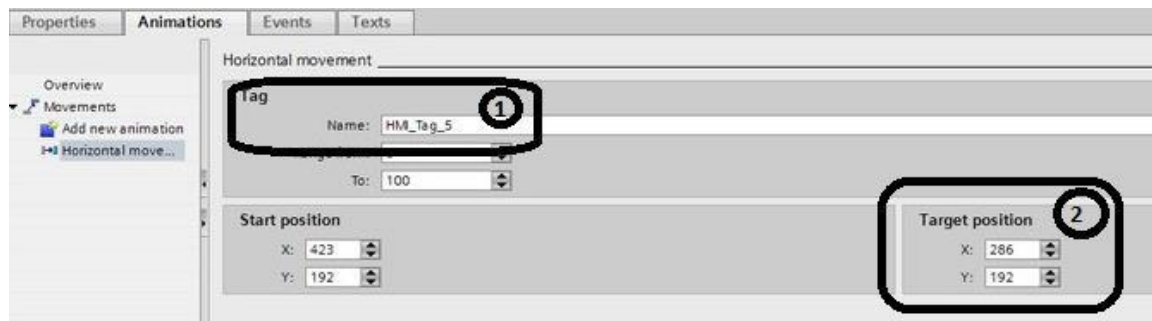 Properties Animations Events Texts
Horizontal movement
Overview
Movements
Add new animation
Horizontal move...
Tag
1
Name: HMI_Tag_5
To: 100
Start position
X: 423
Y: 192
Target position
2
X: 286
Y: 192